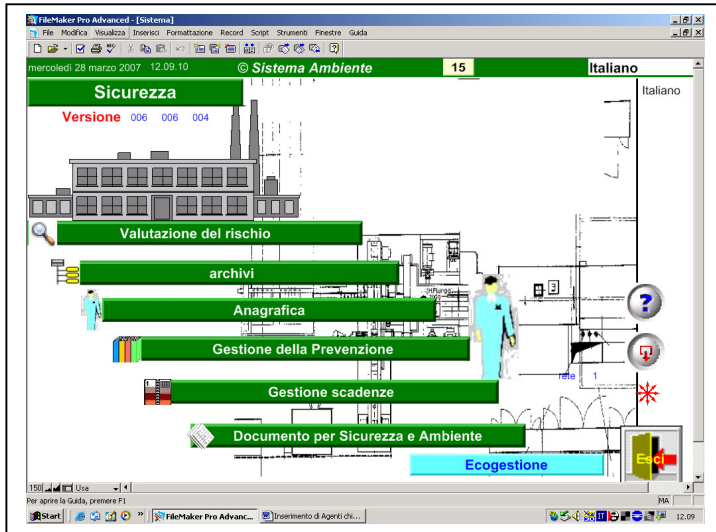 FileMaker Pro Advanced - [Sistema]
File Modifica Visualizza Inserisci Formattazione Record Script Strumenti Finestre Guida
mercoledì 28 marzo 2007 12.09.10 © Sistema Ambiente 15 Italiano
Sicurezza
Italiano
Versione 006 006 004
Valutazione del rischio
archivi
Anagrafica
Gestione della Prevenzione
rete 1
Gestione scadenze
Documento per Sicurezza e Ambiente
Ecogestione
Esci
150 Usa
Per aprire la Guida, premere F1 MA
Start FileMaker Pro Advanc... Inserimento di Agenti chi... 12.09